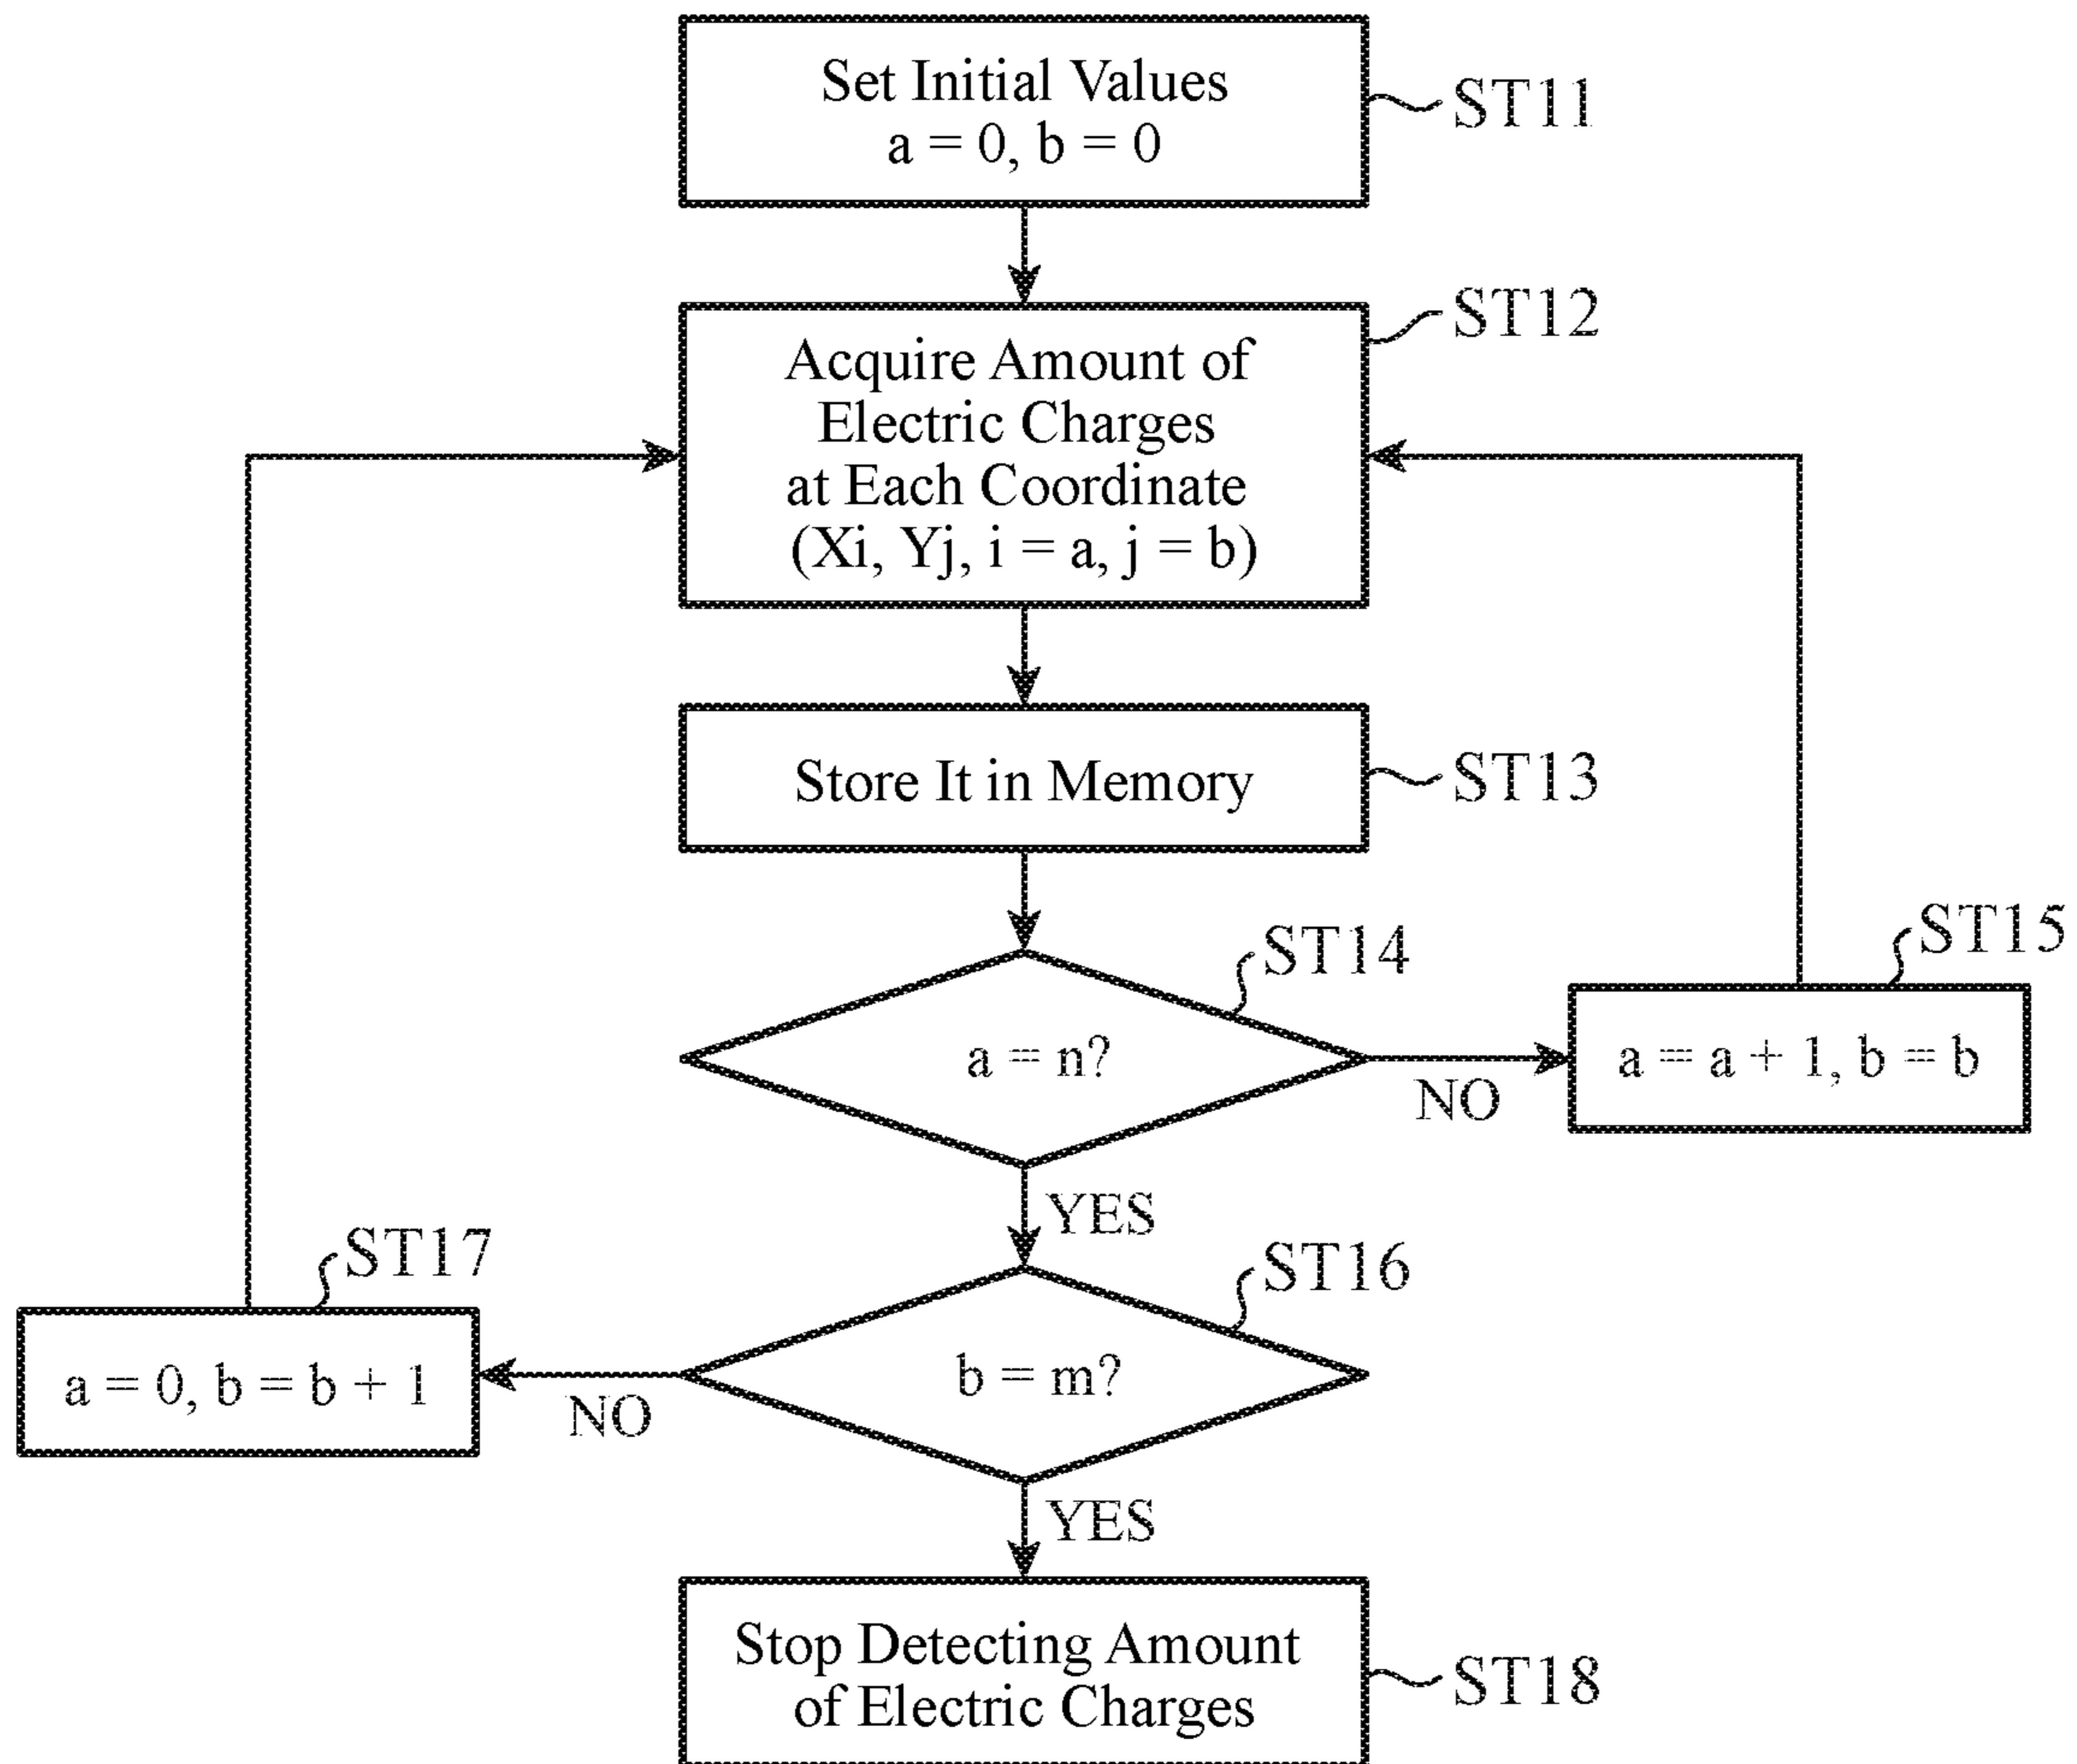 Set Initial Values
a = 0, b = 0
ST11
ST12
Acquire Amount of
Electric Charges
at Each Coordinate
(Xi, Yj, i = a, j = b)
Store It in Memory
ST13
ST14
a = n?
NO
ST15
a = a + 1, b = b
YES
ST16
b = m?
NO
ST17
a = 0, b = b + 1
YES
Stop Detecting Amount
of Electric Charges
ST18